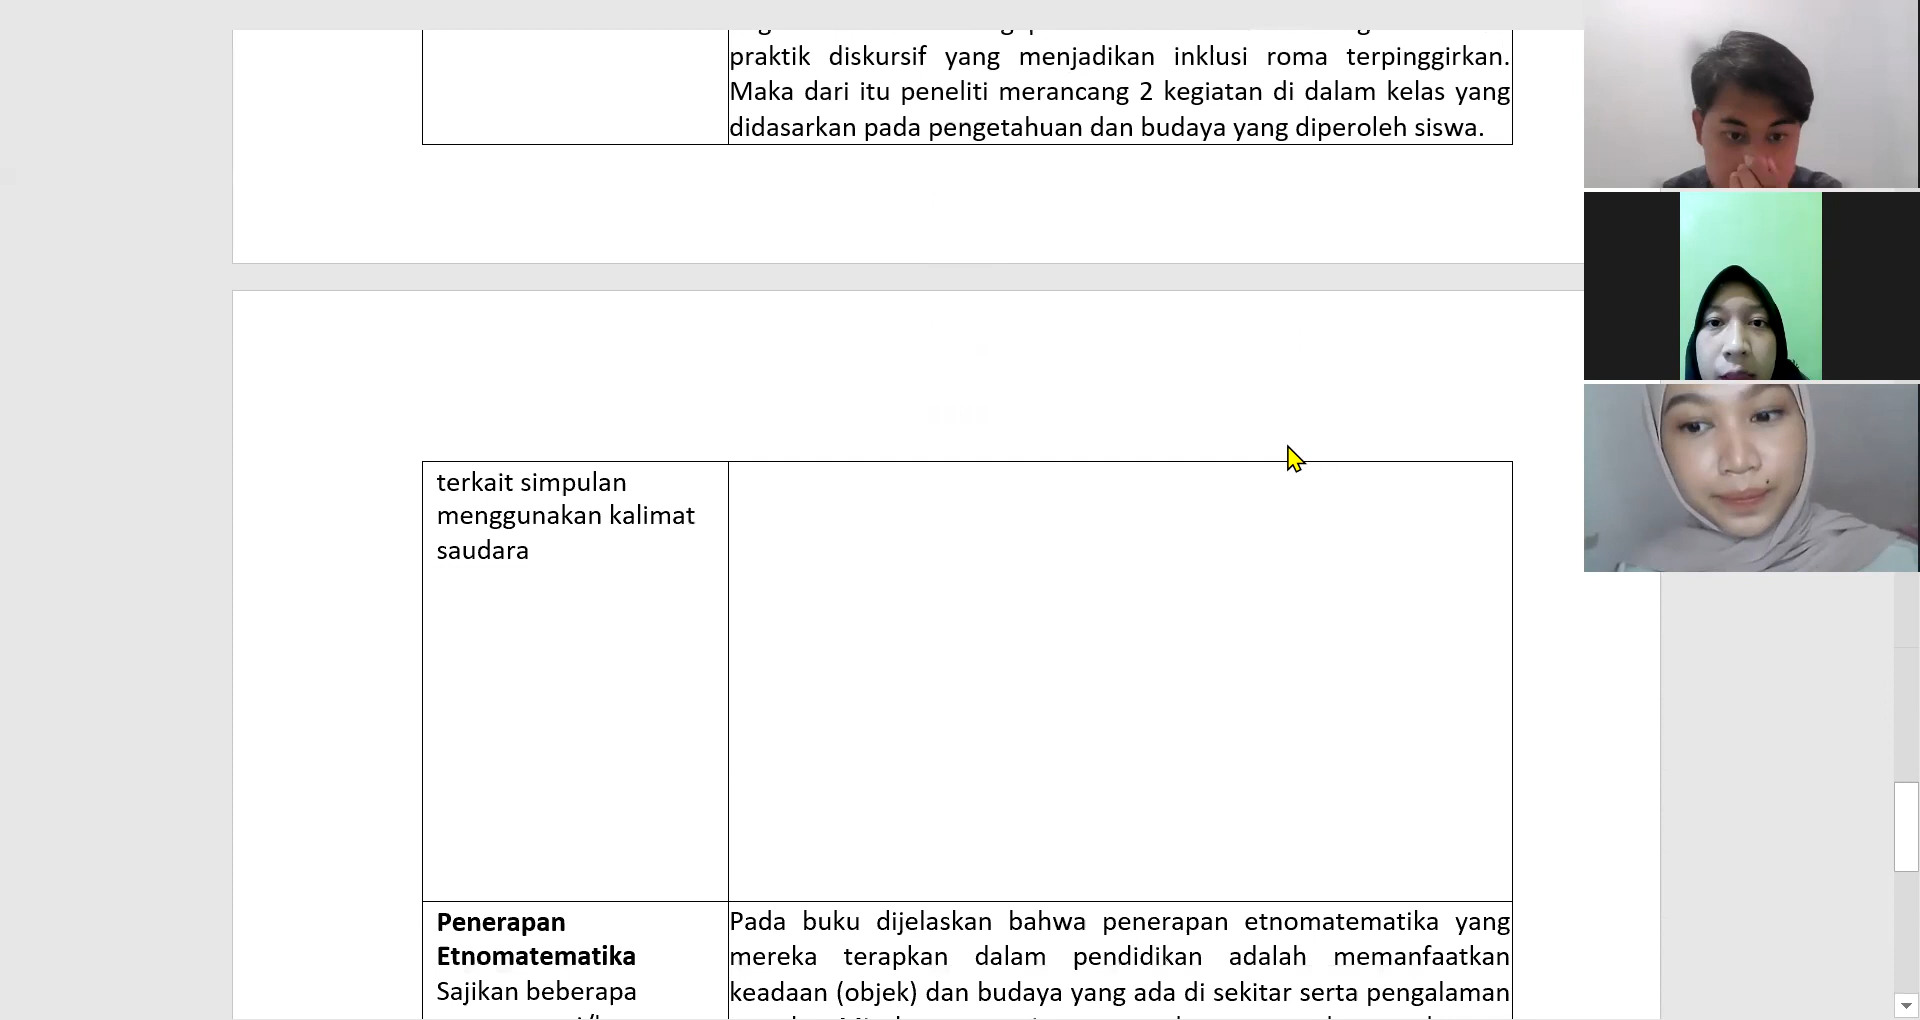 praktik diskursif yang menjadikan inklusi roma terpinggirkan.
Maka dari itu peneliti merancang 2 kegiatan di dalam kelas yang
didasarkan pada pengetahuan dan budaya yang diperoleh siswa.
terkait simpulan
menggunakan kalimat
saudara
Penerapan
Etnomatematika
Sajikan beberapa
Pada buku dijelaskan bahwa penerapan etnomatematika yang
mereka terapkan dalam pendidikan adalah memanfaatkan
keadaan (objek) dan budaya yang ada di sekitar serta pengalaman